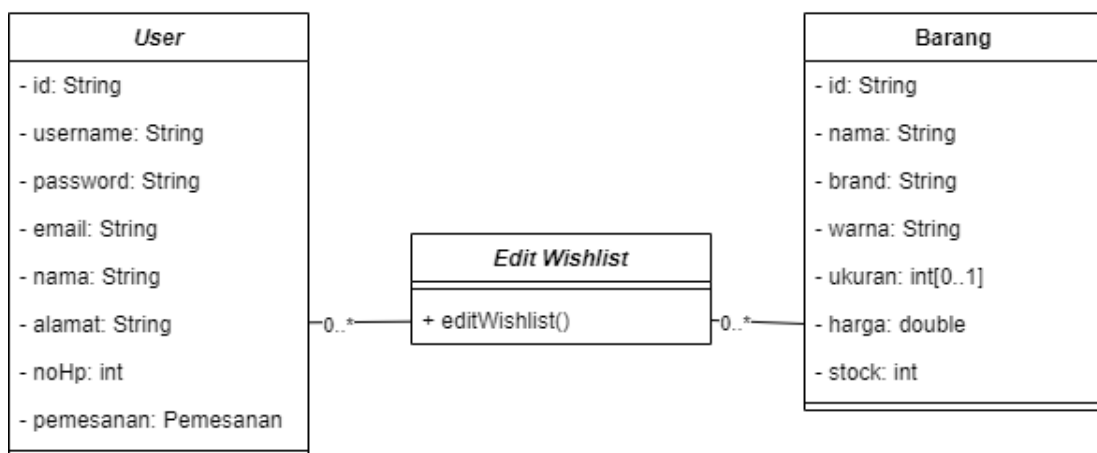 User
- id: String
- username: String
- password: String
- email: String
- nama: String
- alamat: String
- noHp: int
- pemesanan: Pemesanan
0..*
Edit Wishlist
+ editWishlist()
0..*
Barang
- id: String
- nama: String
- brand: String
- warna: String
- ukuran: int[0..1]
- harga: double
- stock: int